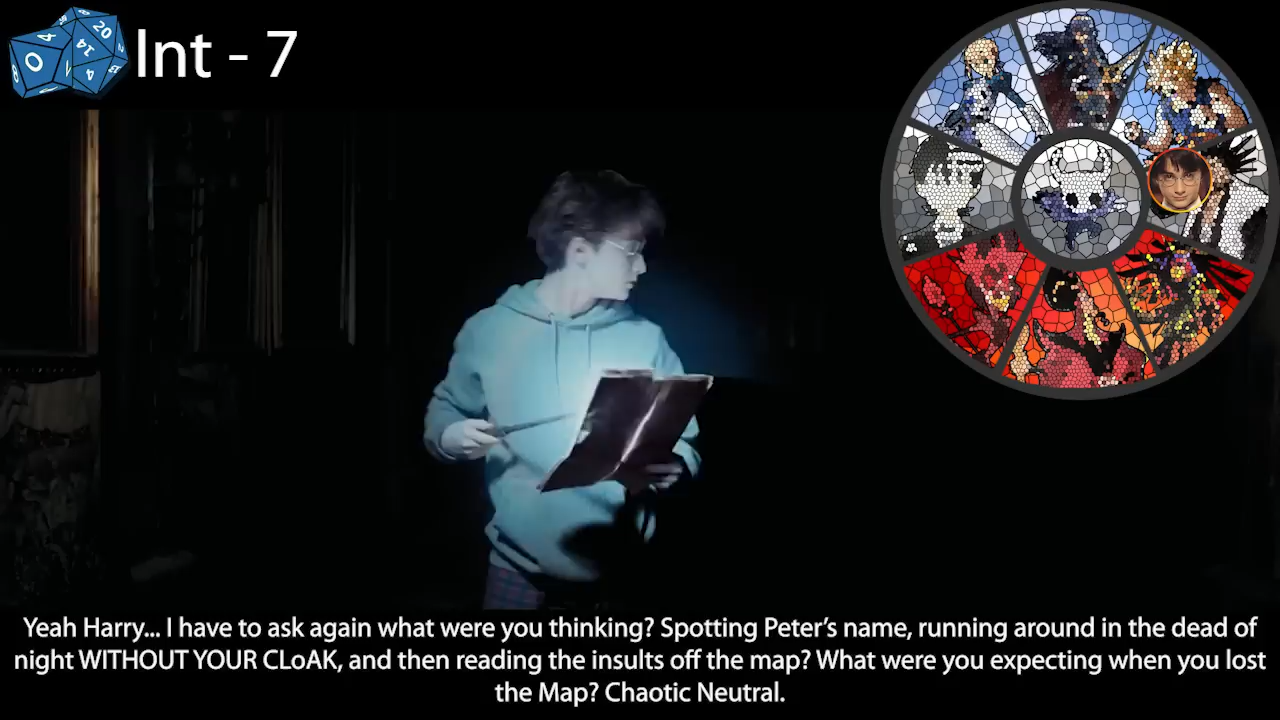 Int - 7
Yeah Harry... I have to ask again what were you thinking? Spotting Peter's name, running around in the dead of
night WITHOUT YOUR CLoAK, and then reading the insults off the map? What were you expecting when you lost
the Map? Chaotic Neutral.